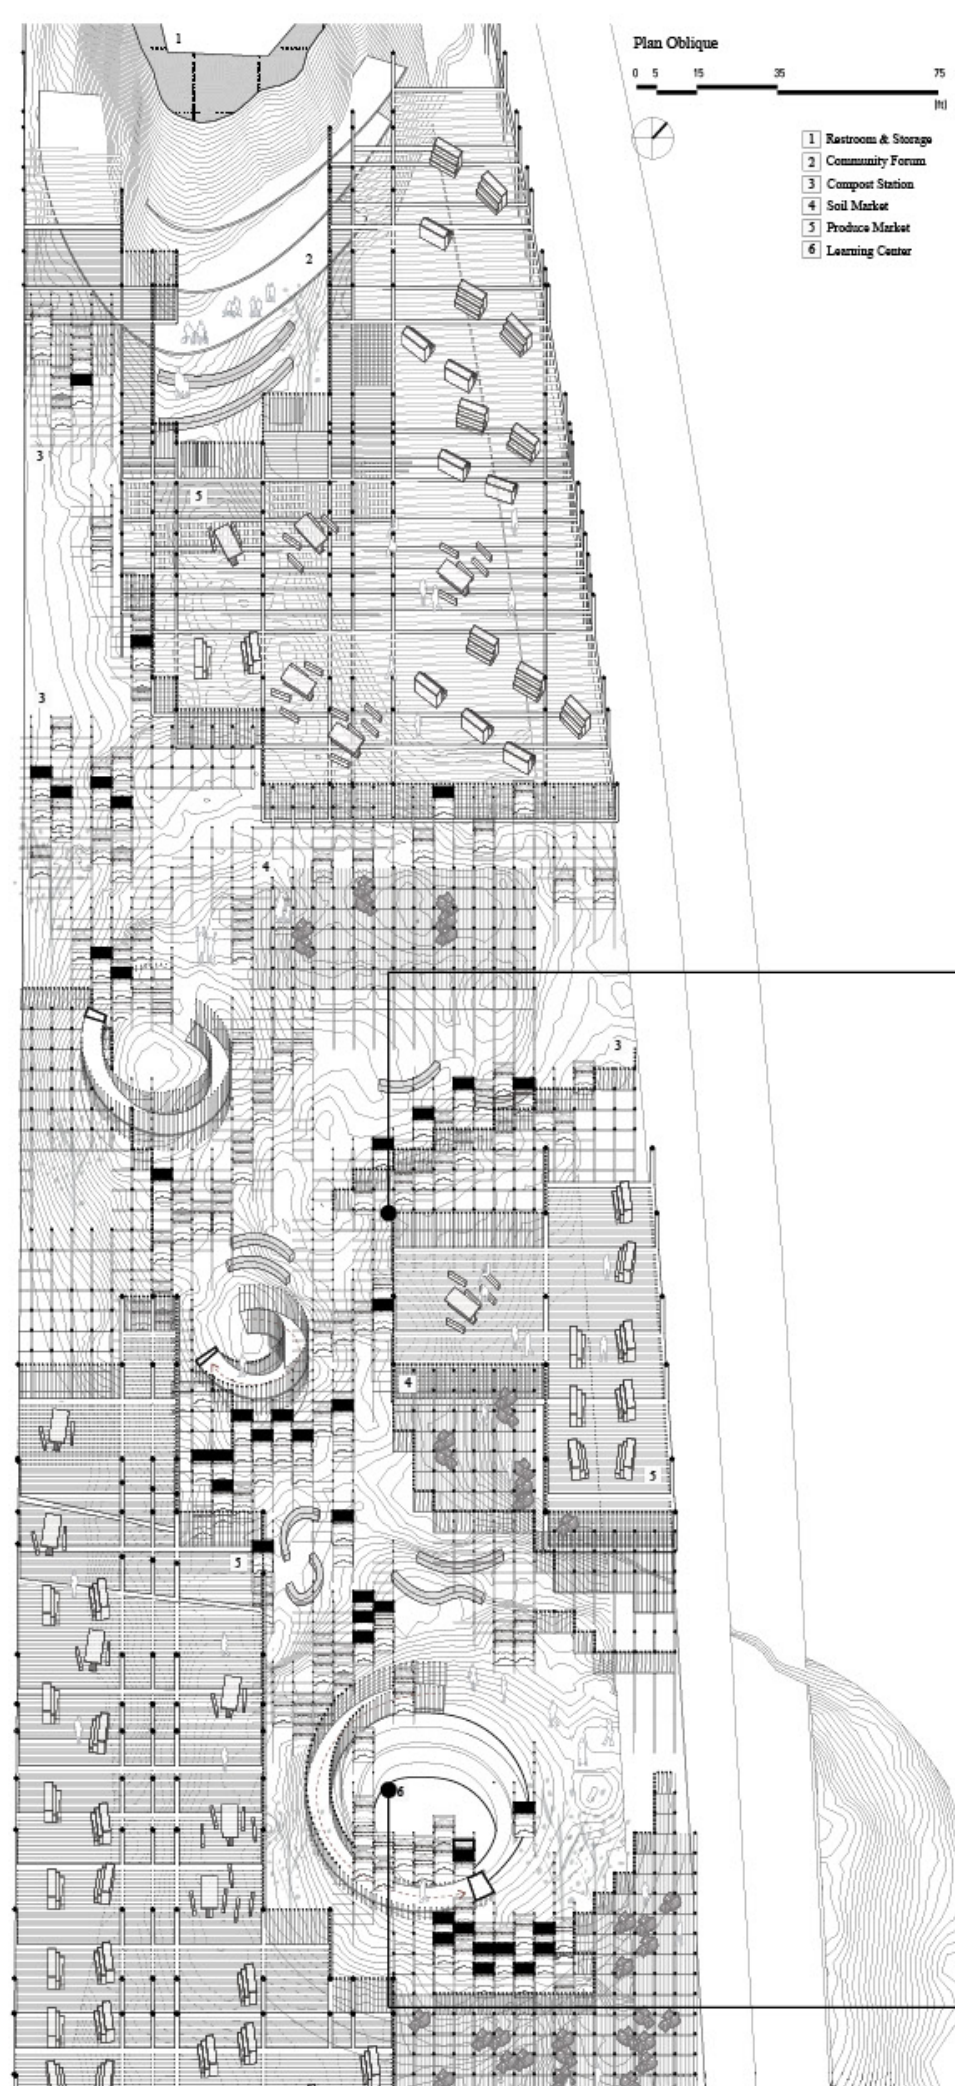 Plan Oblique
0 5 15 35 75
(ft)
1 Restroom & Storage
2 Community Forum
3 Compost Station
4 Soil Market
5 Produce Market
6 Learning Center
1
2
3
5
3
4
3
4
5
5
6